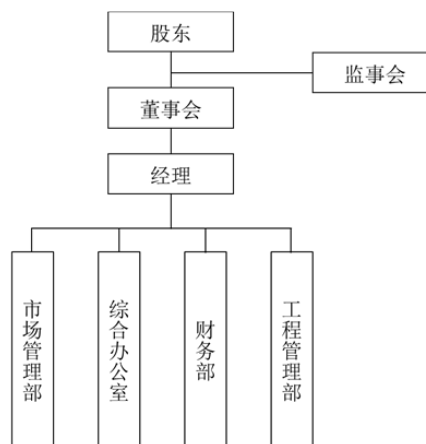 股东
监事会
董事会
经理
市场管理部
综合办公室
财务部
工程管理部